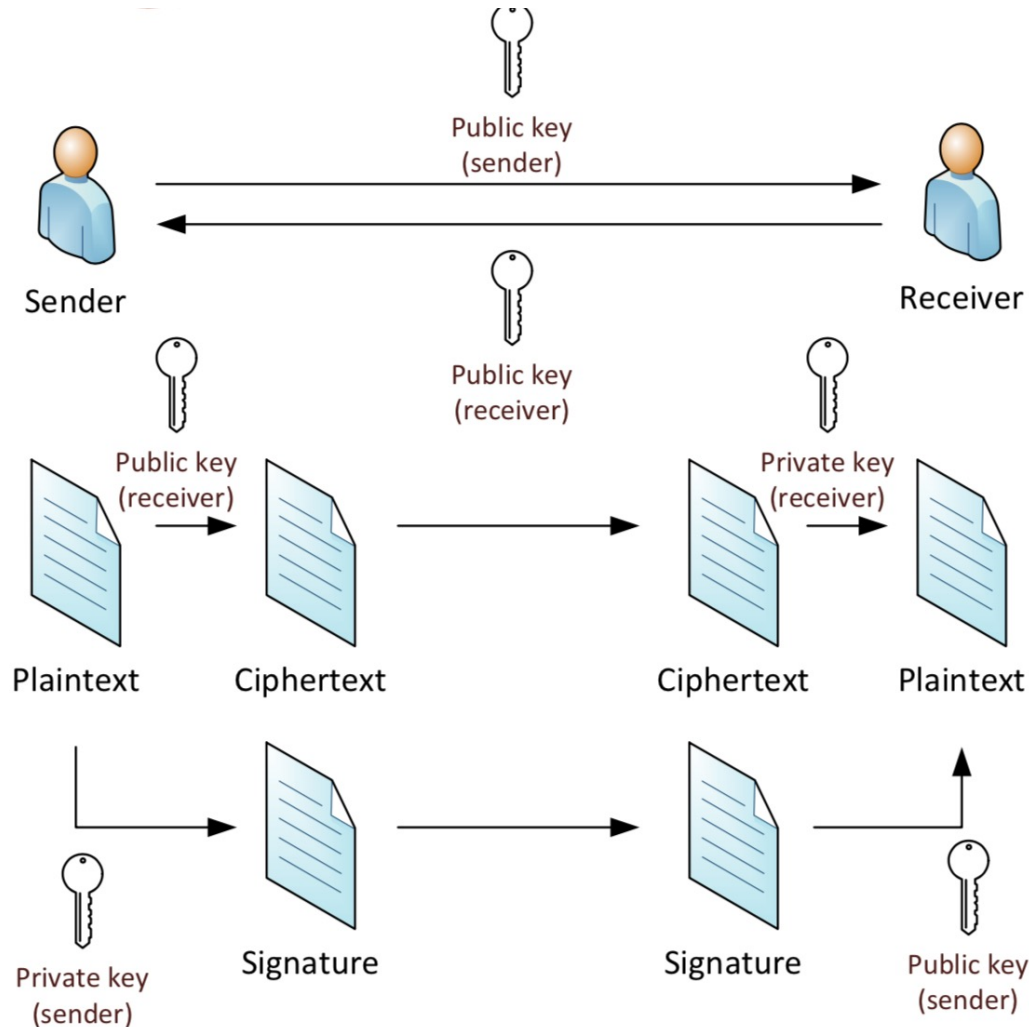 Public key
(sender)
Sender
Receiver
Public key
(receiver)
Public key
(receiver)
Private key
(receiver)
Plaintext
Ciphertext
Ciphertext
Plaintext
Signature
Signature
Private key
(sender)
Public key
(sender)